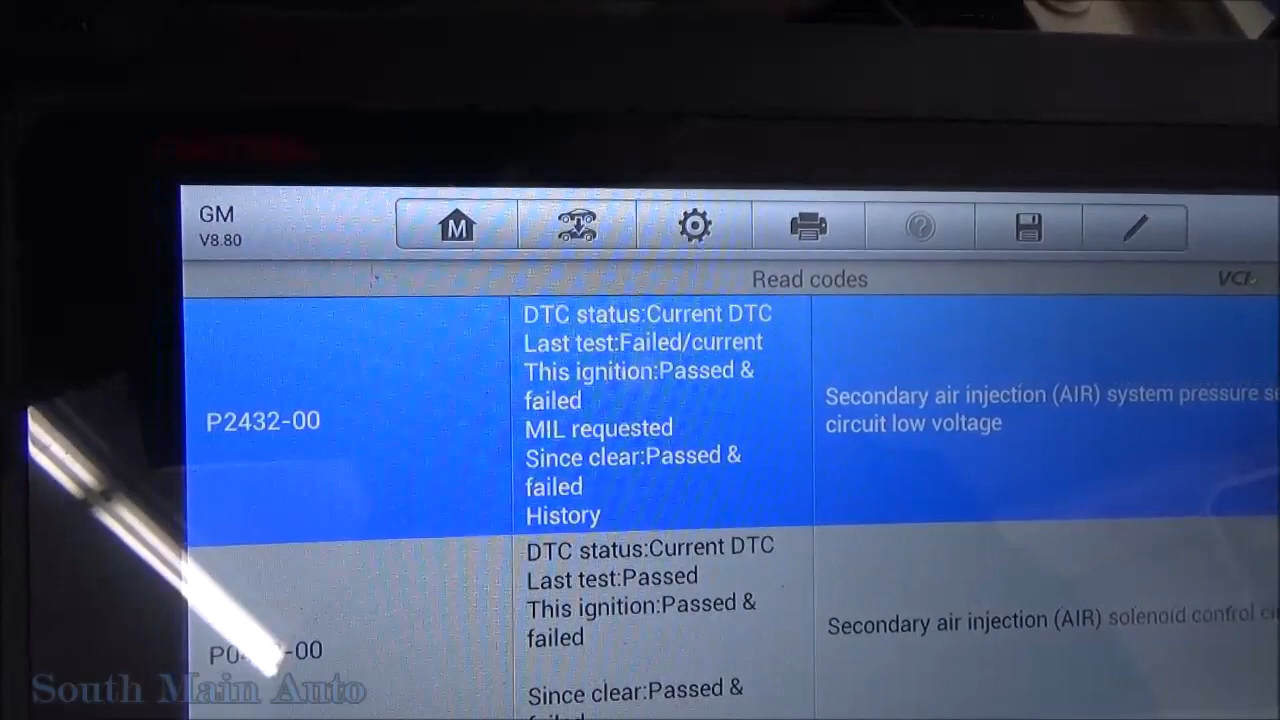 GM
V8.80
M
Read codes
VCI
P2432-00
DTC status:Current DTC
Last test:Failed/current
This ignition:Passed &
failed
MIL requested
Since clear:Passed &
failed
History
Secondary air injection (AIR) system pressure
circuit low voltage
DTC status:Current DTC
Last test:Passed
This ignition:Passed &
failed
Since clear:Passed &
Secondary air injection (AIR) solenoid control
South Main Auto